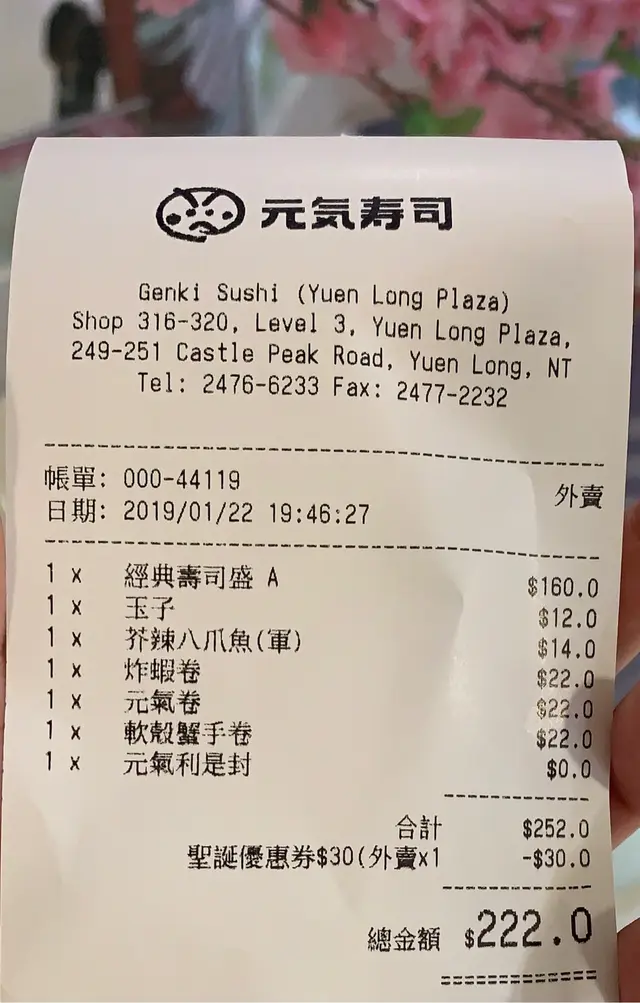 元気寿司
Genki Sushi (Yuen Long Plaza)
Shop 316-320, Level 3, Yuen Long Plaza,
249-251 Castle Peak Road, Yuen Long, NT
Tel: 2476-6233 Fax: 2477-2232
帳單: 000-44119 外賣
日期: 2019/01/22 19:46:27
1 x 經典壽司盛 A $160.0
1 x 玉子 $12.0
1 x 芥辣八爪魚(軍) $14.0
1 x 炸蝦卷 $22.0
1 x 元氣卷 $22.0
1 x 軟殼蟹手卷 $22.0
1 x 元氣利是封 $0.0
合計 $252.0
聖誕優惠券$30(外賣x1 -$30.0
總金額 $222.0